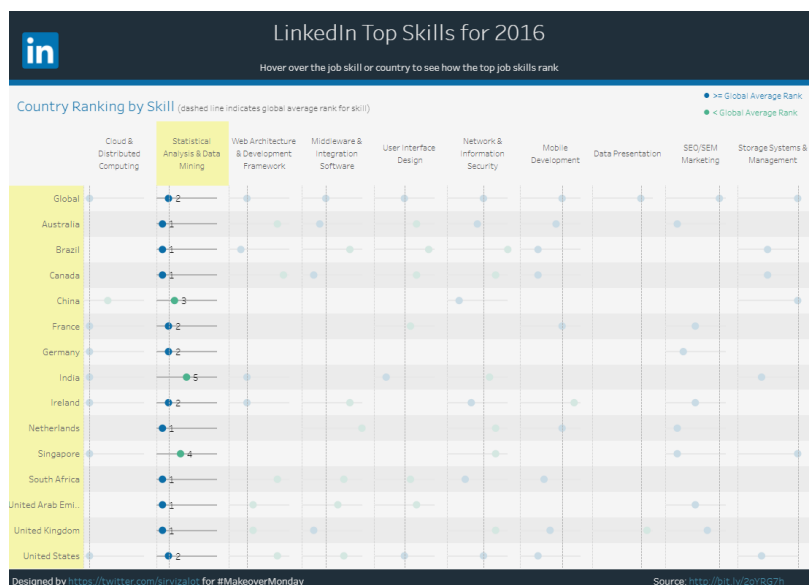 in
LinkedIn Top Skills for 2016
Hover over the job skill or country to see how the top job skills rank
Country Ranking by Skill (dashed line indicates global average rank for skill)
>= Global Average Rank
< Global Average Rank
Cloud & Distributed Computing
Statistical Analysis & Data Mining
Web Architecture & Development Framework
Middleware & Integration Software
User Interface Design
Network & Information Security
Mobile Development
Data Presentation
SEO/SEM Marketing
Storage Systems & Management
Global 2
Australia 1
Brazil 1
Canada 1
China 3
France 2
Germany 2
India 5
Ireland 2
Netherlands 1
Singapore 4
South Africa 1
United Arab Emi.. 1
United Kingdom 1
United States 2
Designed by https://twitter.com/sirvizalot for #MakeoverMonday
Source: http://bit.ly/2oYRG7h